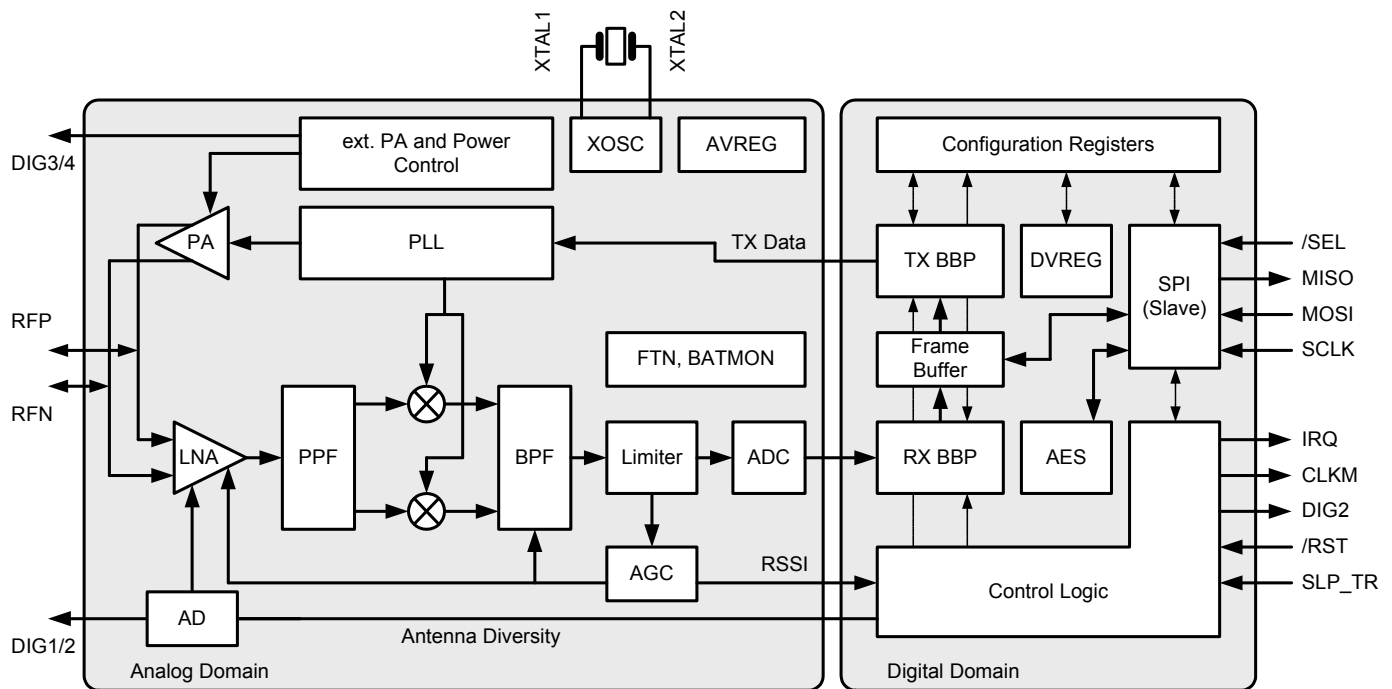 XTAL1
XTAL2
DIG3/4
ext. PA and Power
Control
XOSC
AVREG
Configuration Registers
PA
PLL
TX Data
TX BBP
DVREG
SPI
(Slave)
/SEL
MISO
MOSI
SCLK
RFP
RFN
FTN, BATMON
Frame
Buffer
LNA
PPF
BPF
Limiter
ADC
RX BBP
AES
IRQ
CLKM
DIG2
/RST
SLP_TR
AGC
RSSI
Control Logic
AD
DIG1/2
Antenna Diversity
Analog Domain
Digital Domain